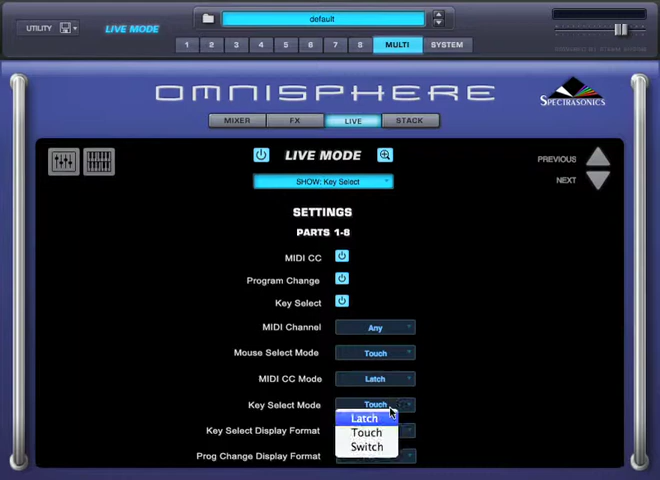 UTILITY
LIVE MODE
default
1 2 3 4 5 6 7 8 MULTI SYSTEM
OMNISPHERE
SPECTRASONICS
MIXER FX LIVE STACK
LIVE MODE
SHOW: Key Select
PREVIOUS
NEXT
SETTINGS
PARTS 1-8
MIDI CC
Program Change
Key Select
MIDI Channel Any
Mouse Select Mode Touch
MIDI CC Mode Latch
Key Select Mode Touch
Latch
Key Select Display Format
Touch
Switch
Prog Change Display Format